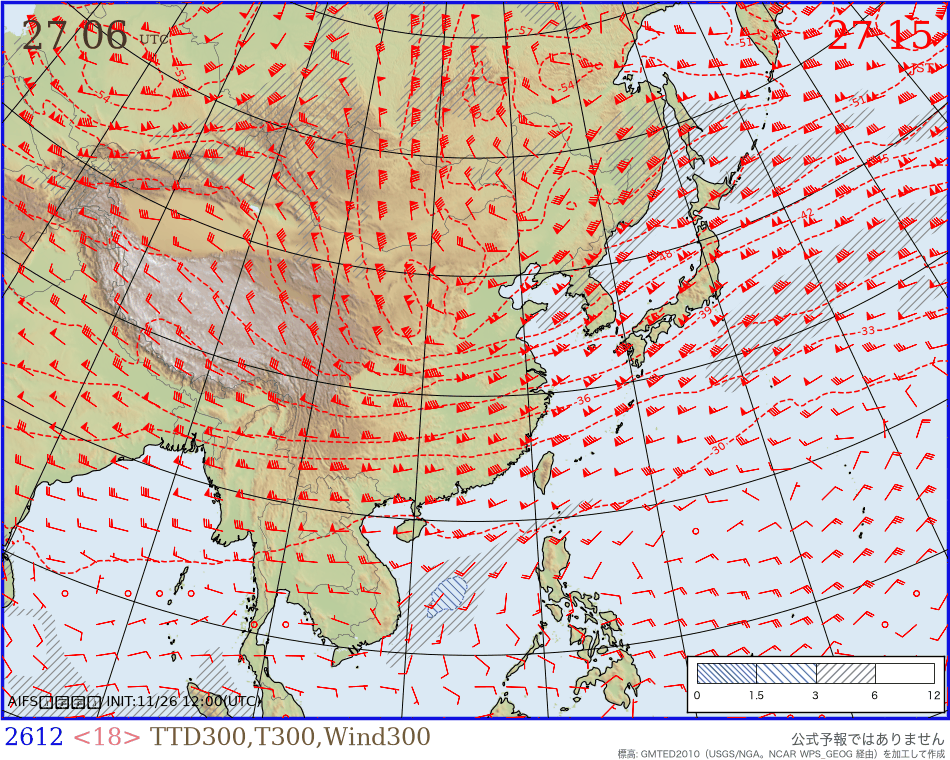 27 06 UTC
27 15 JST
-57
-51
-51
-54
-54
-51
-45
-42
-48
-39
-33
-36
-30
AIFS□□□□ INIT:11/26 12:00(UTC)
0 1.5 3 6 12
2612 <18> TTD300,T300,Wind300
公式予報ではありません
標高: GMTED2010（USGS/NGA。NCAR WPS_GEOG 経由）を加工して作成